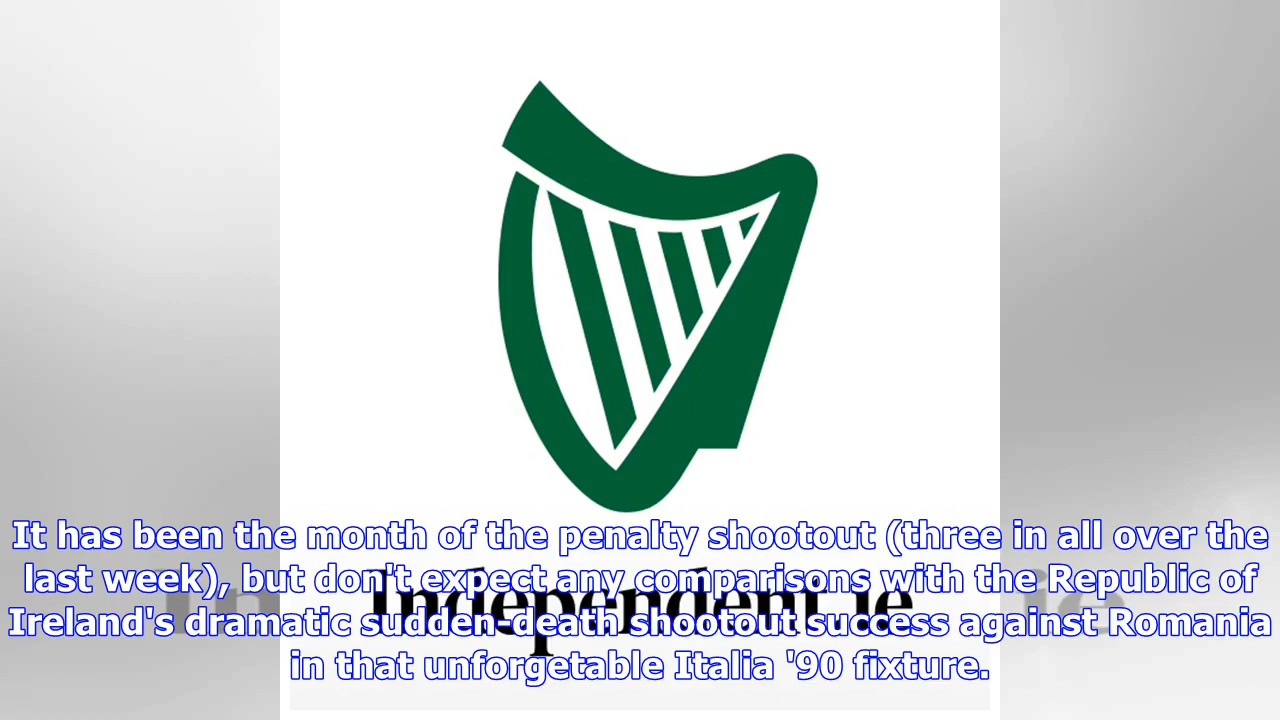 It has been the month of the penalty shootout (three in all over the
last week), but don't expect any comparisons with the Republic of
Ireland's dramatic sudden-death shootout success against Romania
in that unforgetable Italia '90 fixture.
Independent.ie